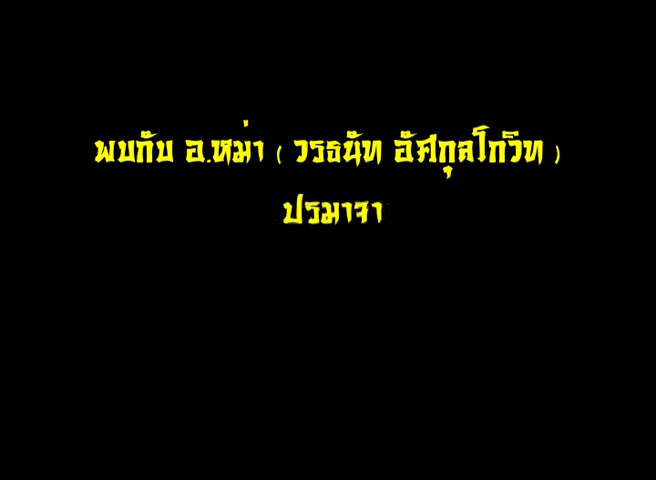 พบกับ อ.หม่า ( วรธนัท อัศกุลโกวิท )
ปรมาจา